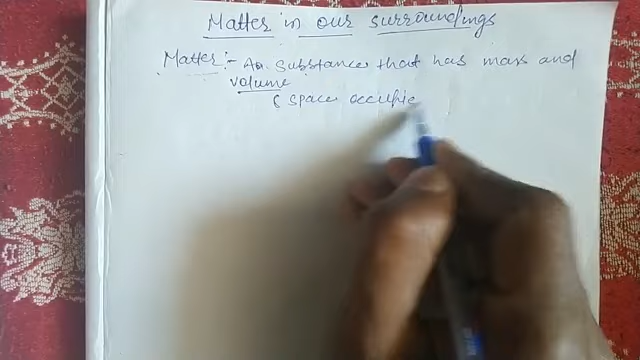 Matter in our surroundings
Matter:- An substance that has mass and
volume
( space occupie